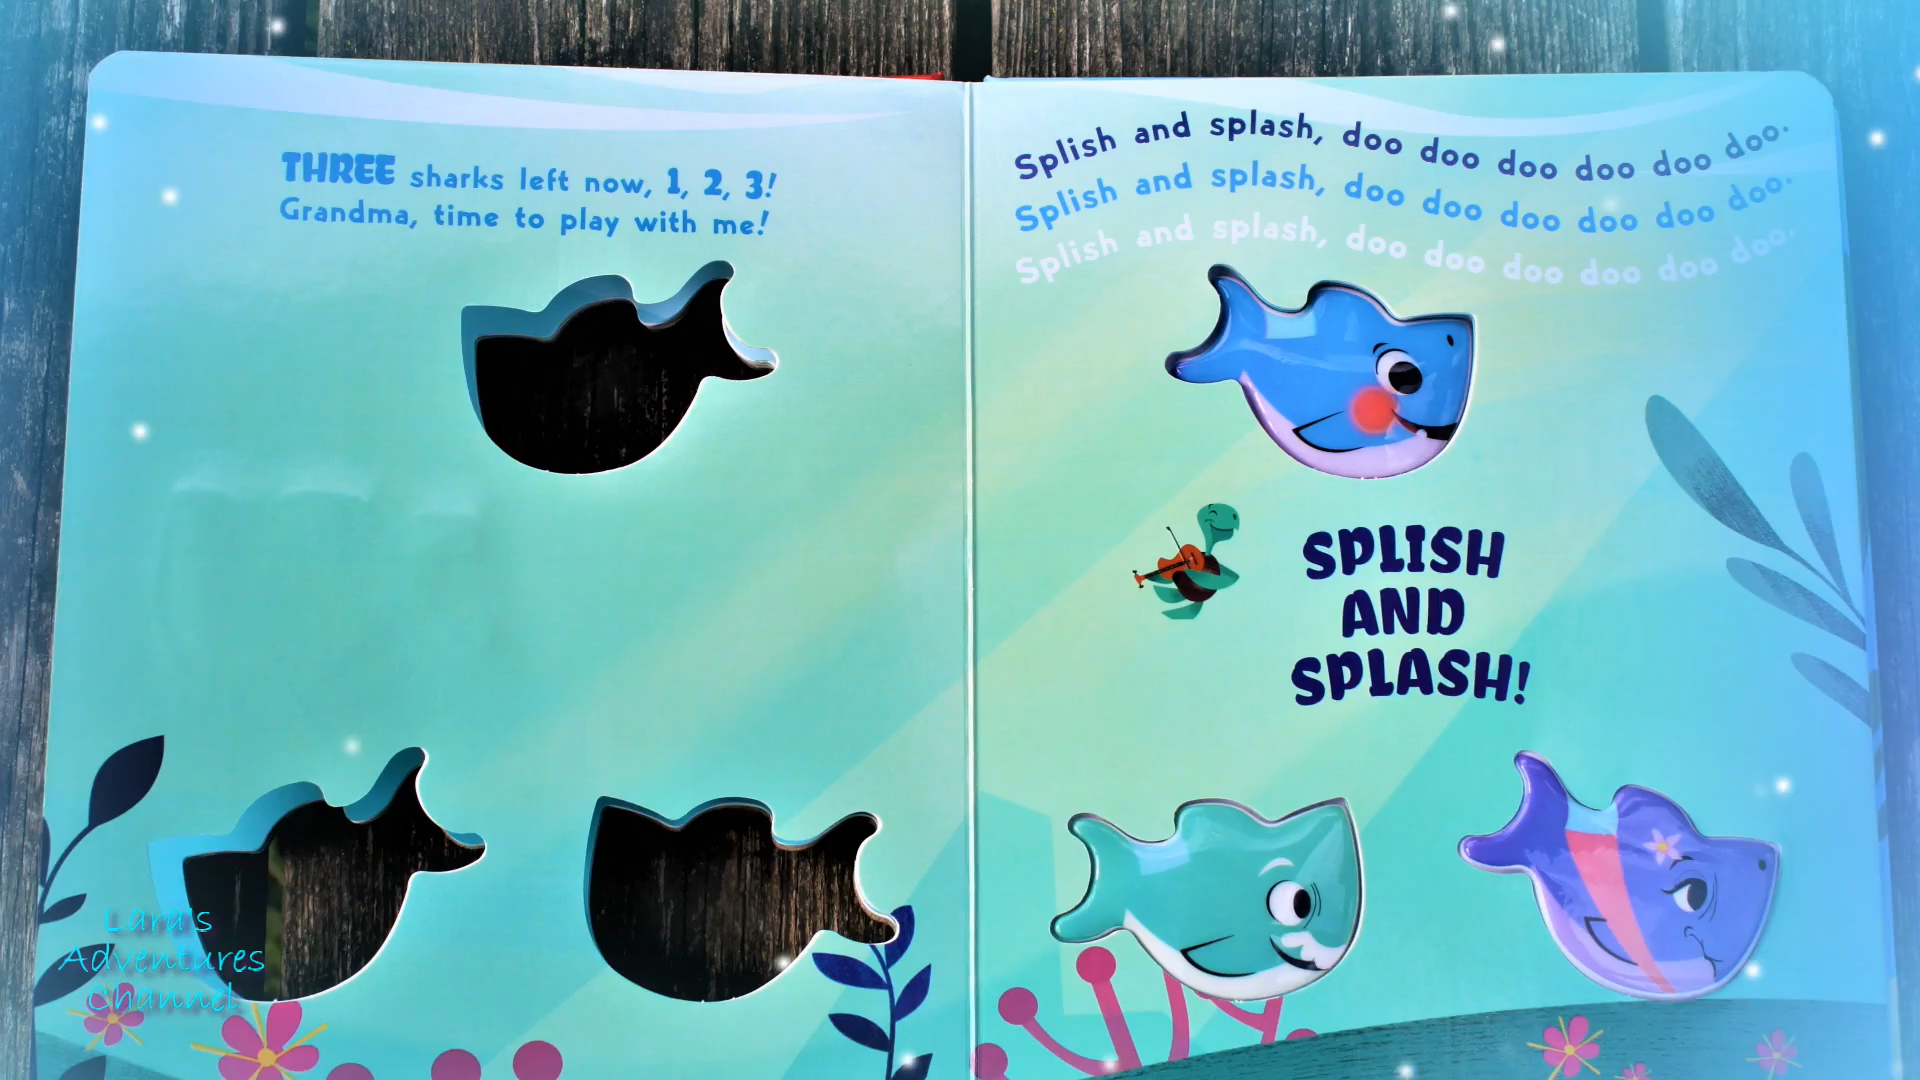 THREE sharks left now, 1, 2, 3!
Grandma, time to play with me!
Splish and splash, doo doo doo doo doo doo.
Splish and splash, doo doo doo doo doo doo.
Splish and splash, doo doo doo doo doo doo.
SPLISH
AND
SPLASH!
Lara's
Adventures
Channel